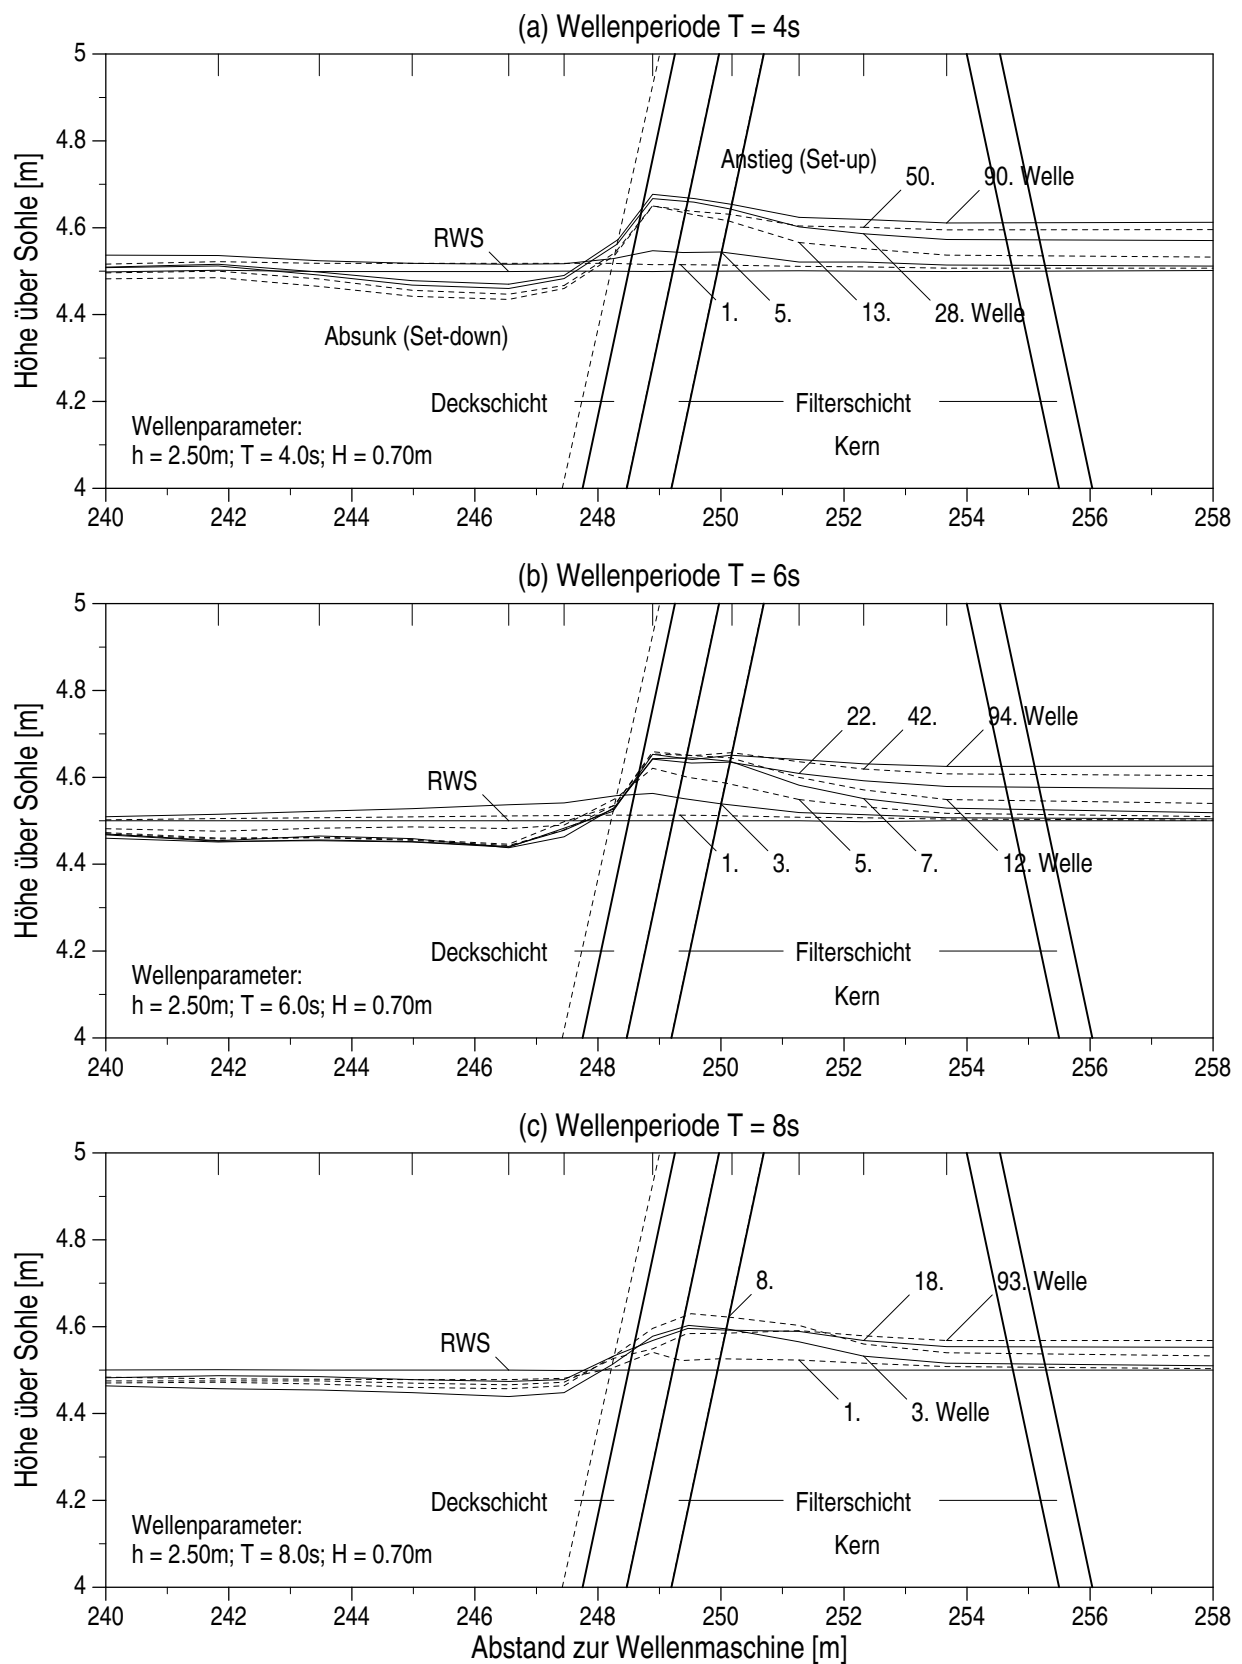 (a) Wellenperiode T = 4s
5
4.8
4.6
4.4
4.2
4
Höhe über Sohle [m]
Anstieg (Set-up)
50.
90. Welle
RWS
1.
5.
13.
28. Welle
Absunk (Set-down)
Deckschicht
Filterschicht
Kern
Wellenparameter:
h = 2.50m; T = 4.0s; H = 0.70m
240 242 244 246 248 250 252 254 256 258
(b) Wellenperiode T = 6s
5
4.8
4.6
4.4
4.2
4
Höhe über Sohle [m]
22.
42.
94. Welle
RWS
1.
3.
5.
7.
12. Welle
Deckschicht
Filterschicht
Kern
Wellenparameter:
h = 2.50m; T = 6.0s; H = 0.70m
240 242 244 246 248 250 252 254 256 258
(c) Wellenperiode T = 8s
5
4.8
4.6
4.4
4.2
4
Höhe über Sohle [m]
8.
18.
93. Welle
RWS
1.
3. Welle
Deckschicht
Filterschicht
Kern
Wellenparameter:
h = 2.50m; T = 8.0s; H = 0.70m
240 242 244 246 248 250 252 254 256 258
Abstand zur Wellenmaschine [m]